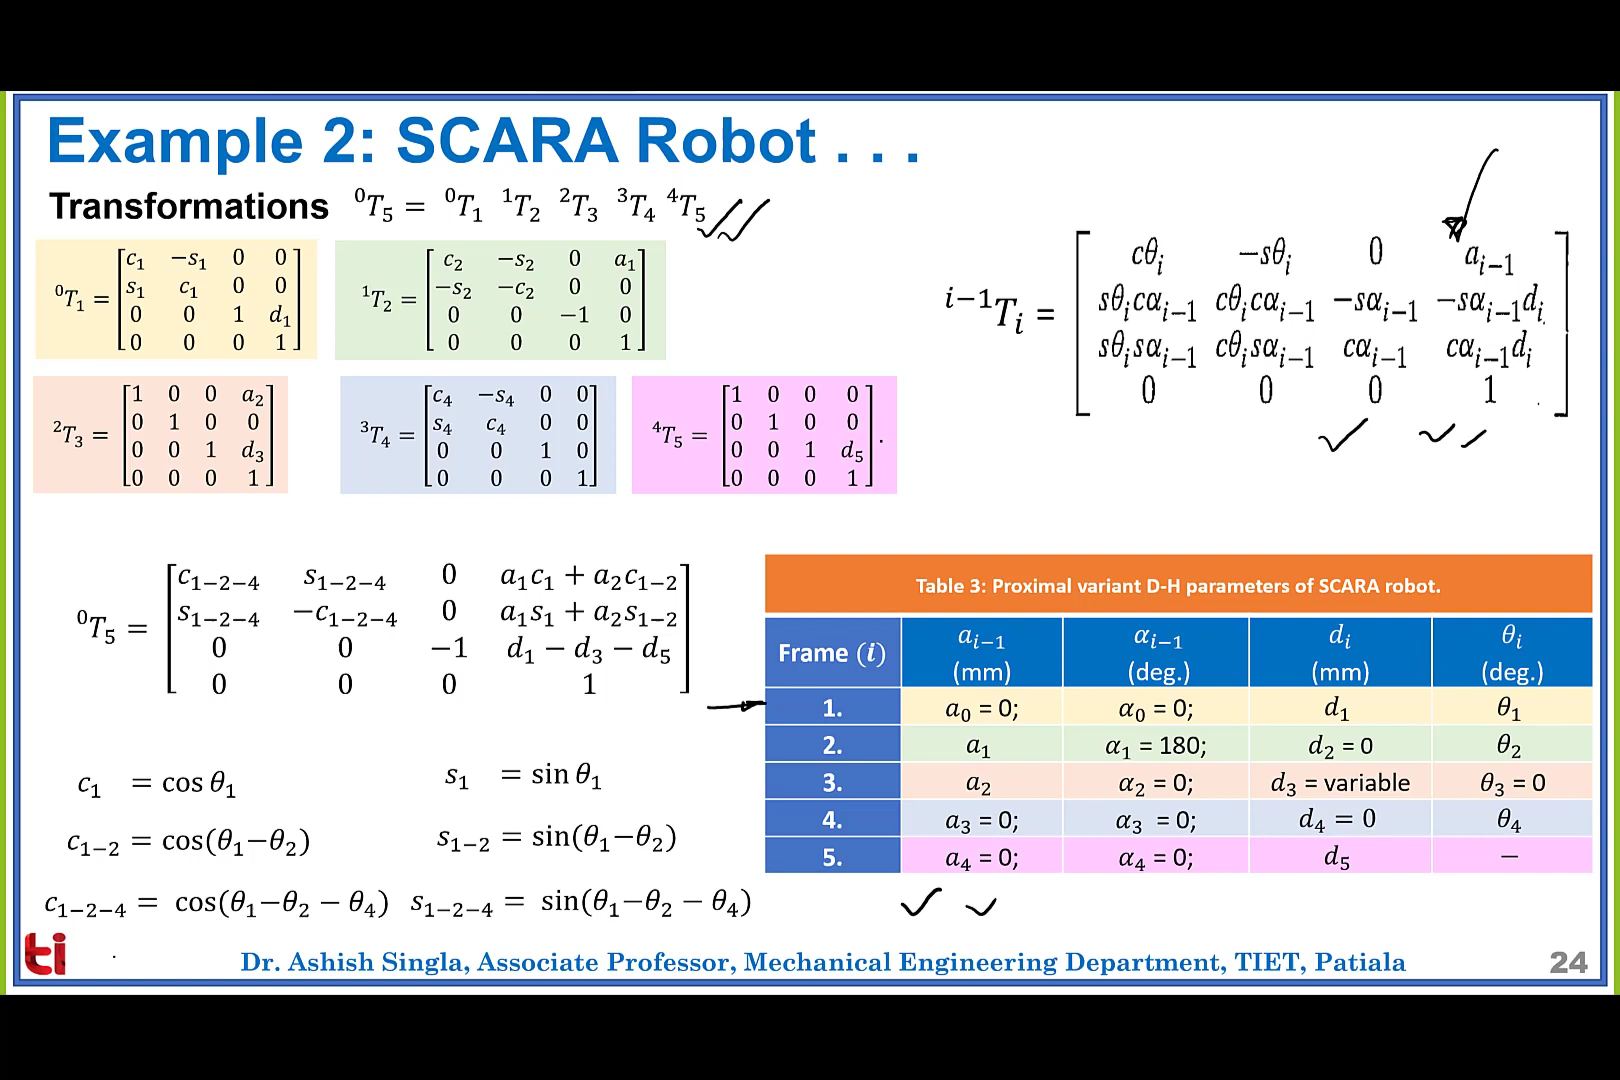 Example 2: SCARA Robot . . .
Transformations ⁰T₅ = ⁰T₁ ¹T₂ ²T₃ ³T₄ ⁴T₅
⁰T₁ =
c₁ −s₁ 0 0
s₁ c₁ 0 0
0 0 1 d₁
0 0 0 1
¹T₂ =
c₂ −s₂ 0 a₁
−s₂ −c₂ 0 0
0 0 −1 0
0 0 0 1
ⁱ⁻¹Tᵢ =
cθᵢ −sθᵢ 0 aᵢ₋₁
sθᵢcαᵢ₋₁ cθᵢcαᵢ₋₁ −sαᵢ₋₁ −sαᵢ₋₁dᵢ
sθᵢsαᵢ₋₁ cθᵢsαᵢ₋₁ cαᵢ₋₁ cαᵢ₋₁dᵢ
0 0 0 1
²T₃ =
1 0 0 a₂
0 1 0 0
0 0 1 d₃
0 0 0 1
³T₄ =
c₄ −s₄ 0 0
s₄ c₄ 0 0
0 0 1 0
0 0 0 1
⁴T₅ =
1 0 0 0
0 1 0 0
0 0 1 d₅
0 0 0 1
.
⁰T₅ =
c₁₋₂₋₄ s₁₋₂₋₄ 0 a₁c₁ + a₂c₁₋₂
s₁₋₂₋₄ −c₁₋₂₋₄ 0 a₁s₁ + a₂s₁₋₂
0 0 −1 d₁ − d₃ − d₅
0 0 0 1
c₁ = cos θ₁ s₁ = sin θ₁
c₁₋₂ = cos(θ₁−θ₂) s₁₋₂ = sin(θ₁−θ₂)
c₁₋₂₋₄ = cos(θ₁−θ₂ − θ₄) s₁₋₂₋₄ = sin(θ₁−θ₂ − θ₄)
Table 3: Proximal variant D-H parameters of SCARA robot.
Frame (i) aᵢ₋₁ (mm) αᵢ₋₁ (deg.) dᵢ (mm) θᵢ (deg.)
1. a₀ = 0; α₀ = 0; d₁ θ₁
2. a₁ α₁ = 180; d₂ = 0 θ₂
3. a₂ α₂ = 0; d₃ = variable θ₃ = 0
4. a₃ = 0; α₃ = 0; d₄ = 0 θ₄
5. a₄ = 0; α₄ = 0; d₅ −
ti
Dr. Ashish Singla, Associate Professor, Mechanical Engineering Department, TIET, Patiala
24